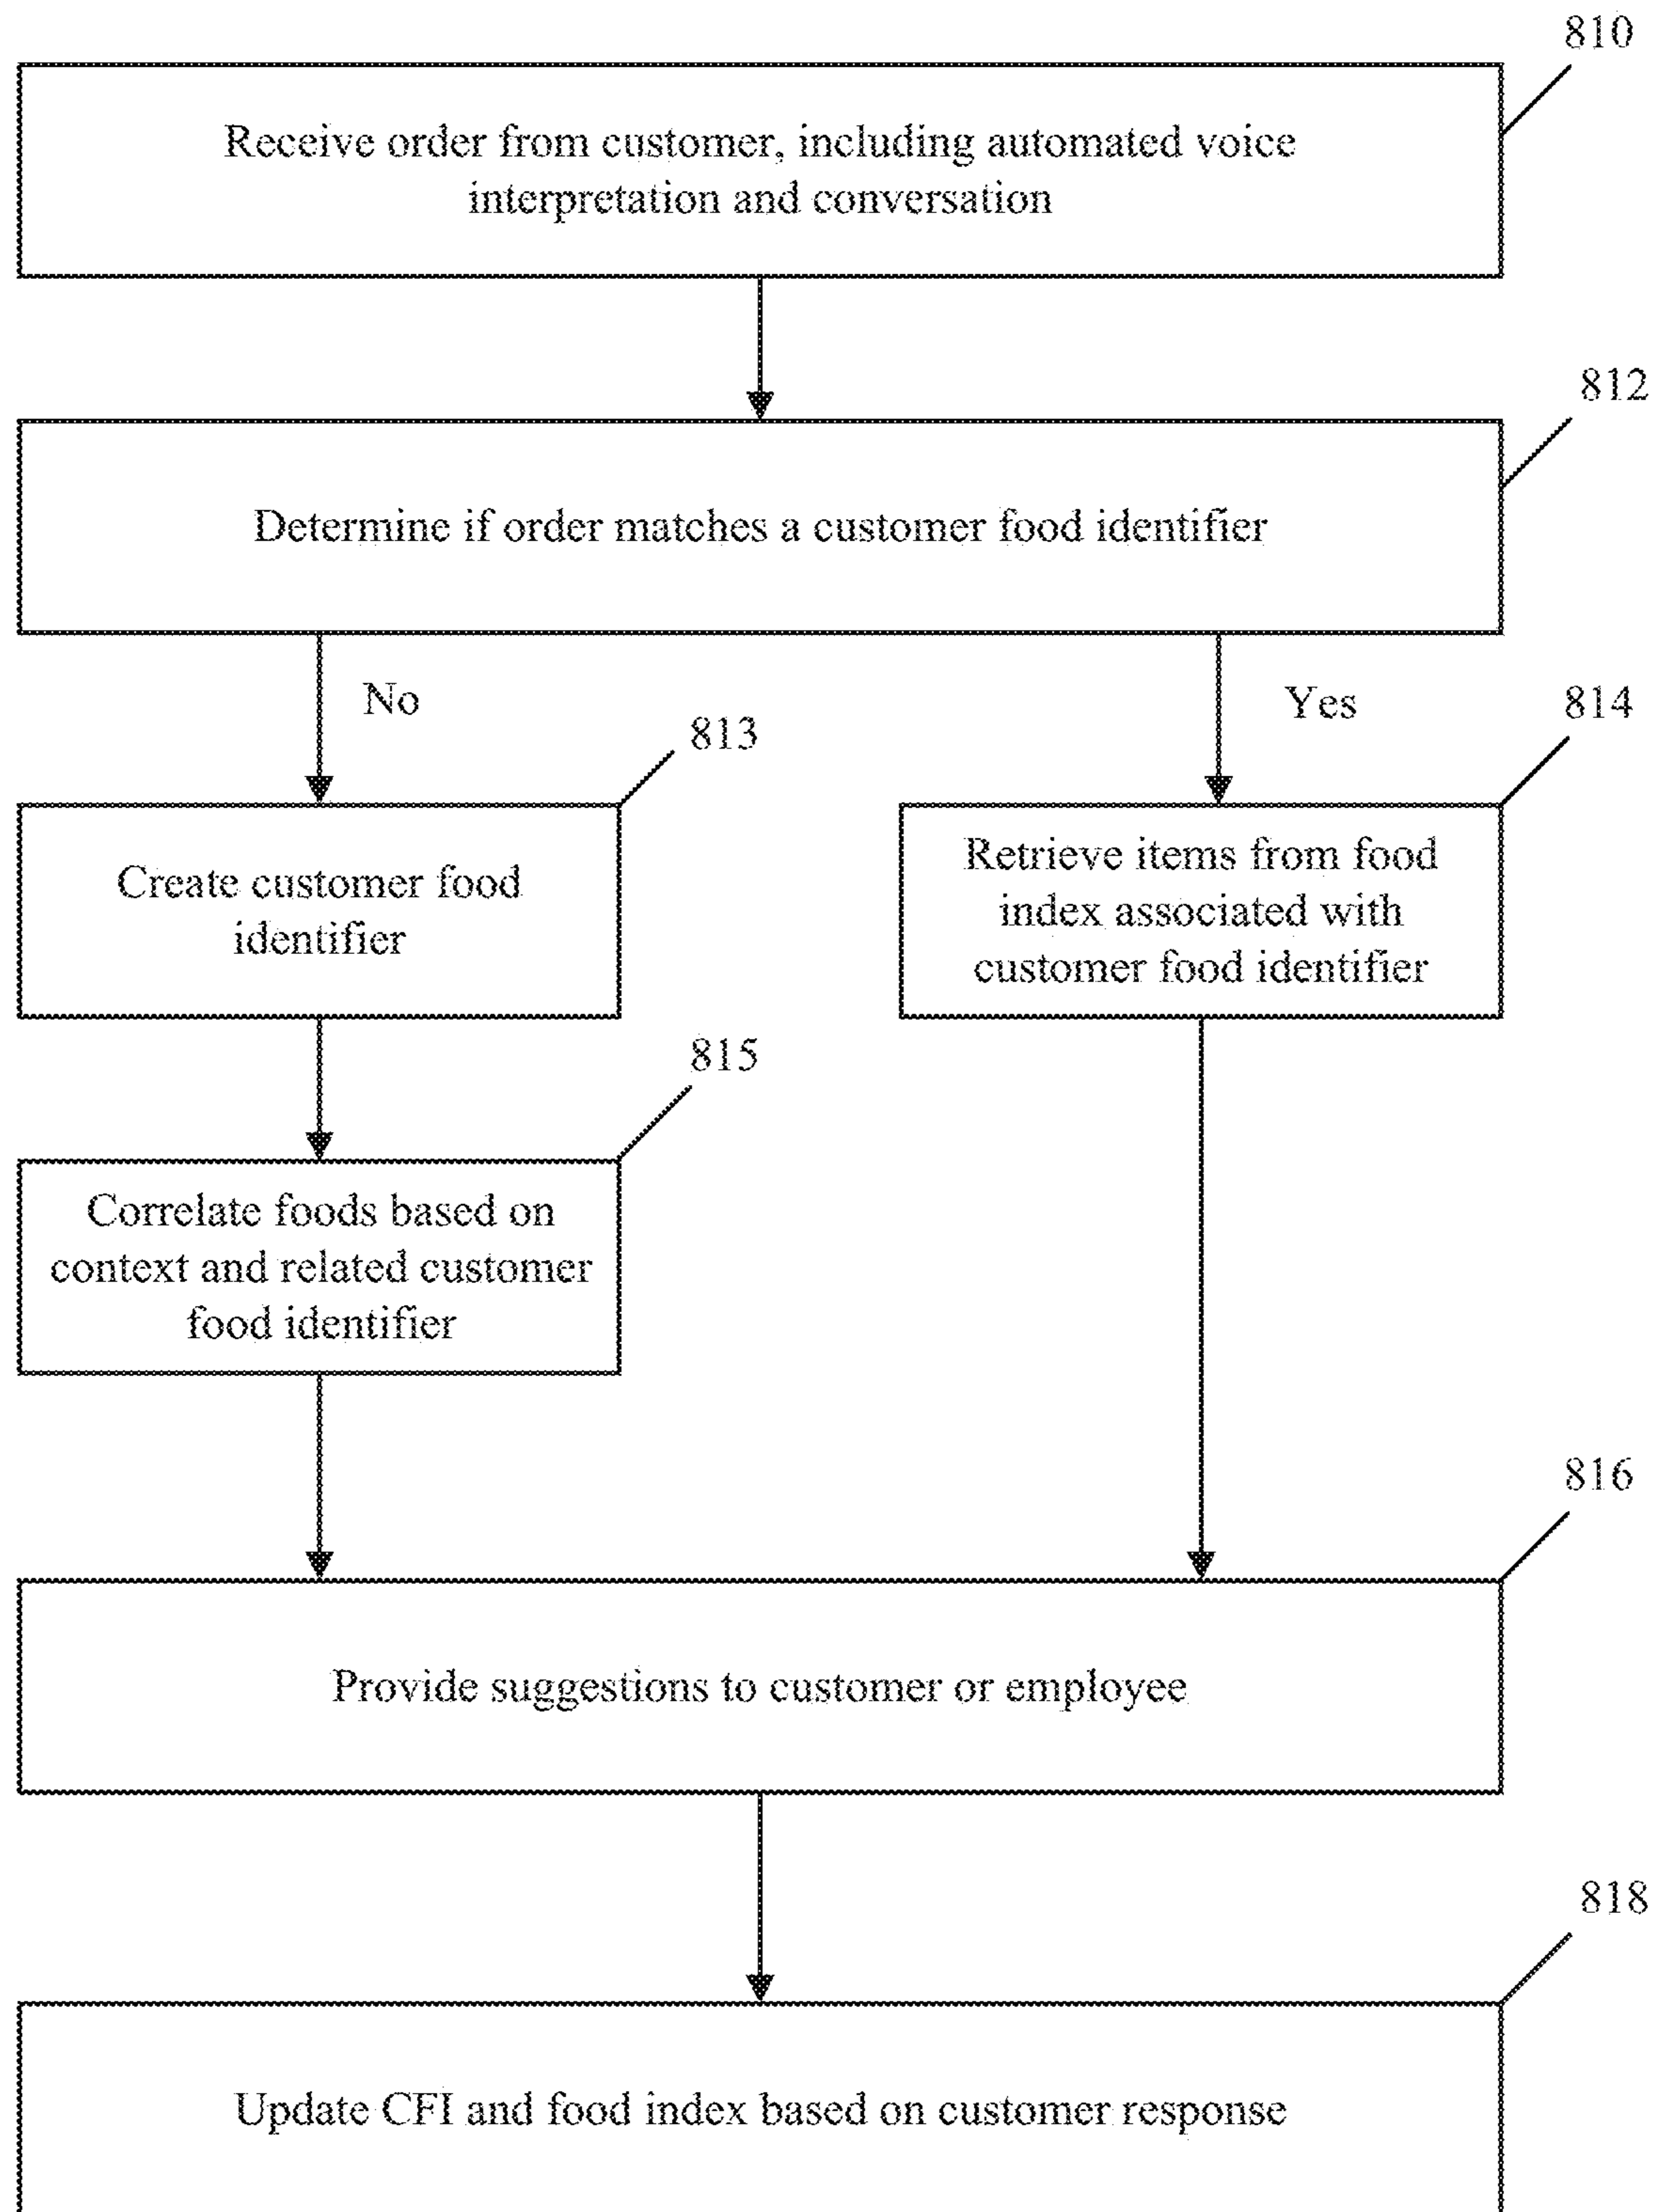 810
Receive order from customer, including automated voice
interpretation and conversation
812
Determine if order matches a customer food identifier
No
Yes
813
814
Create customer food
identifier
Retrieve items from food
index associated with
customer food identifier
815
Correlate foods based on
context and related customer
food identifier
816
Provide suggestions to customer or employee
818
Update CFI and food index based on customer response